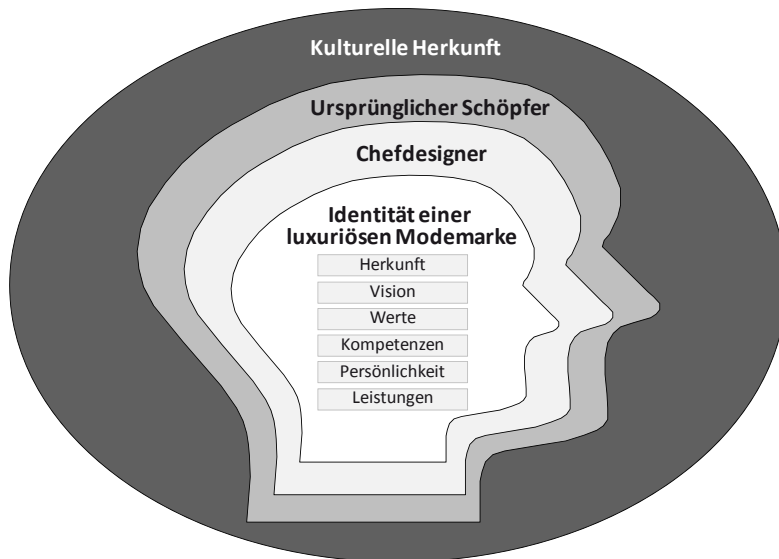 Kulturelle Herkunft
Ursprünglicher Schöpfer
Chefdesigner
Identität einer
luxuriösen Modemarke
Herkunft
Vision
Werte
Kompetenzen
Persönlichkeit
Leistungen